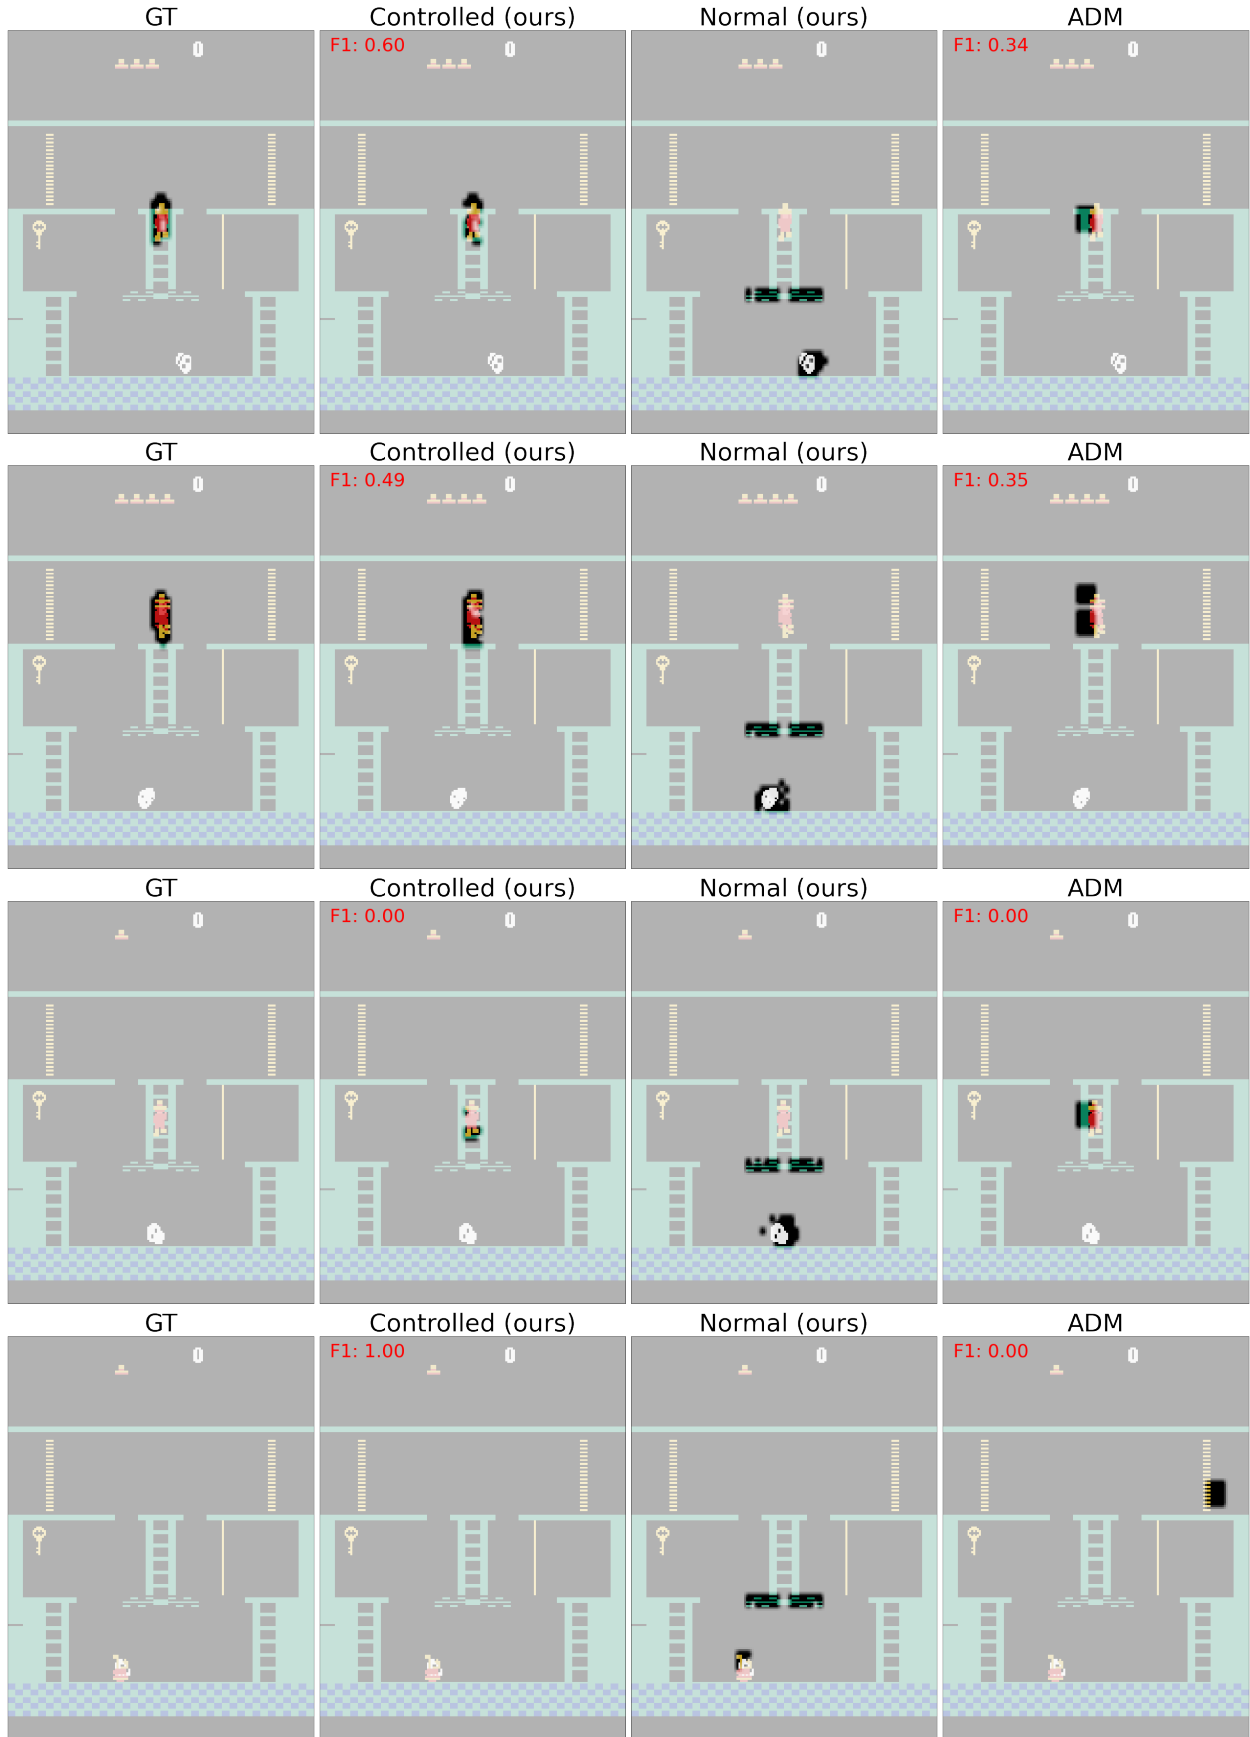 GT Controlled (ours) Normal (ours) ADM
0 F1: 0.60 0 0 F1: 0.34 0
GT Controlled (ours) Normal (ours) ADM
0 F1: 0.49 0 0 F1: 0.35 0
GT Controlled (ours) Normal (ours) ADM
0 F1: 0.00 0 0 F1: 0.00 0
GT Controlled (ours) Normal (ours) ADM
0 F1: 1.00 0 0 F1: 0.00 0